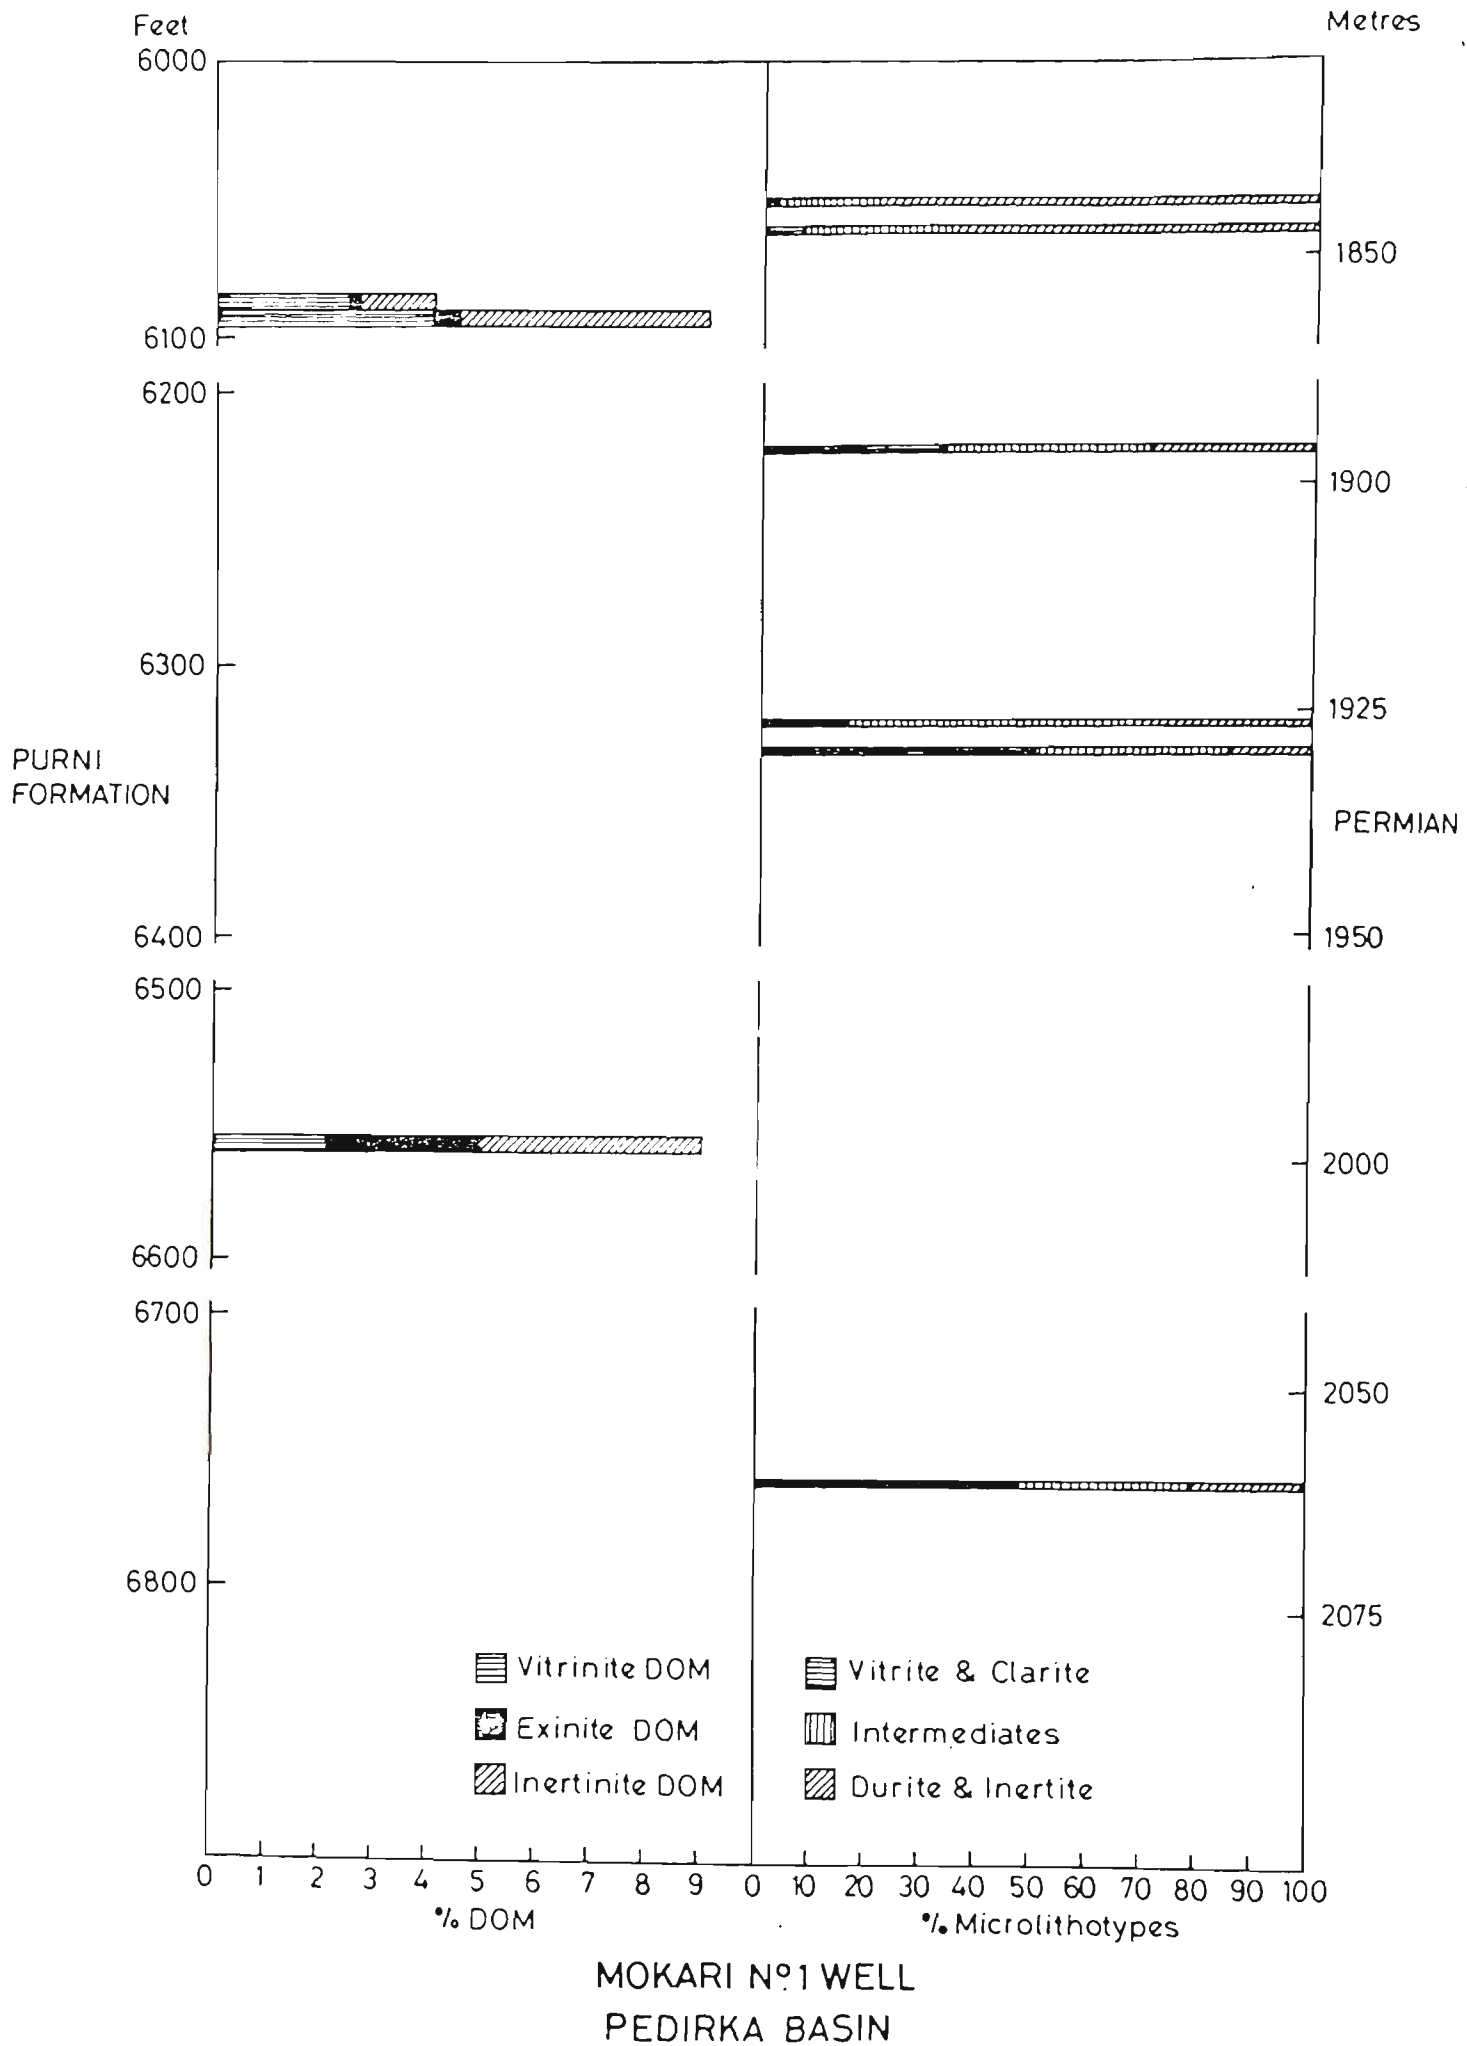 Feet
Metres
6000
1850
6100
6200
1900
6300
1925
PURNI
FORMATION
PERMIAN
6400
1950
6500
2000
6600
6700
2050
6800
2075
Vitrinite DOM
Exinite DOM
Inertinite DOM
Vitrite & Clarite
Intermediates
Durite & Inertite
0 1 2 3 4 5 6 7 8 9
0 10 20 30 40 50 60 70 80 90 100
% DOM
% Microlithotypes
MOKARI Nº1 WELL
PEDIRKA BASIN